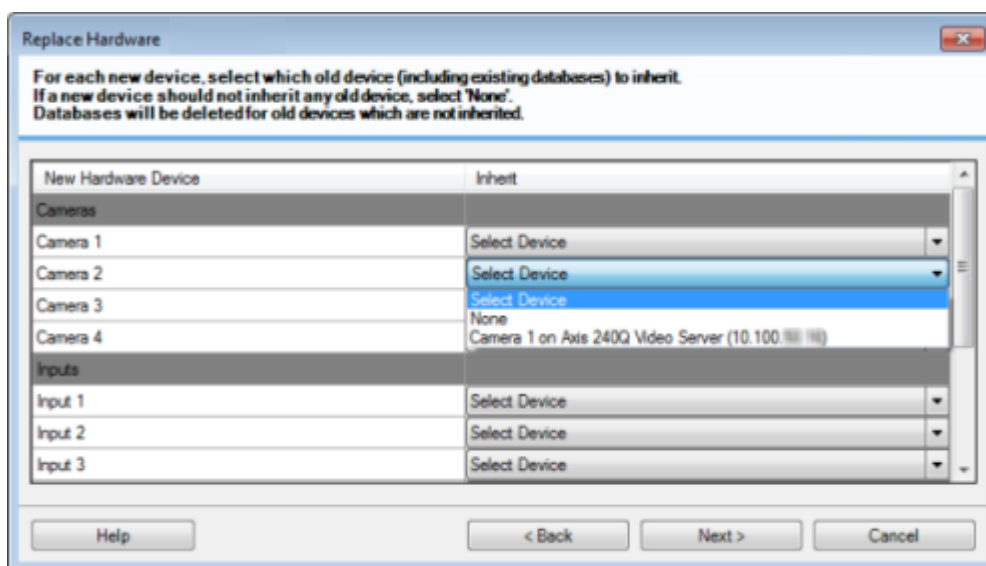 Replace Hardware
For each new device, select which old device (including existing databases) to inherit.
If a new device should not inherit any old device, select 'None'.
Databases will be deleted for old devices which are not inherited.
New Hardware Device Inherit
Cameras
Camera 1 Select Device
Camera 2 Select Device
Select Device
Camera 3
None
Camera 4 Camera 1 on Axis 240Q Video Server (10.100.
Inputs
Input 1 Select Device
Input 2 Select Device
Input 3 Select Device
Help < Back Next > Cancel